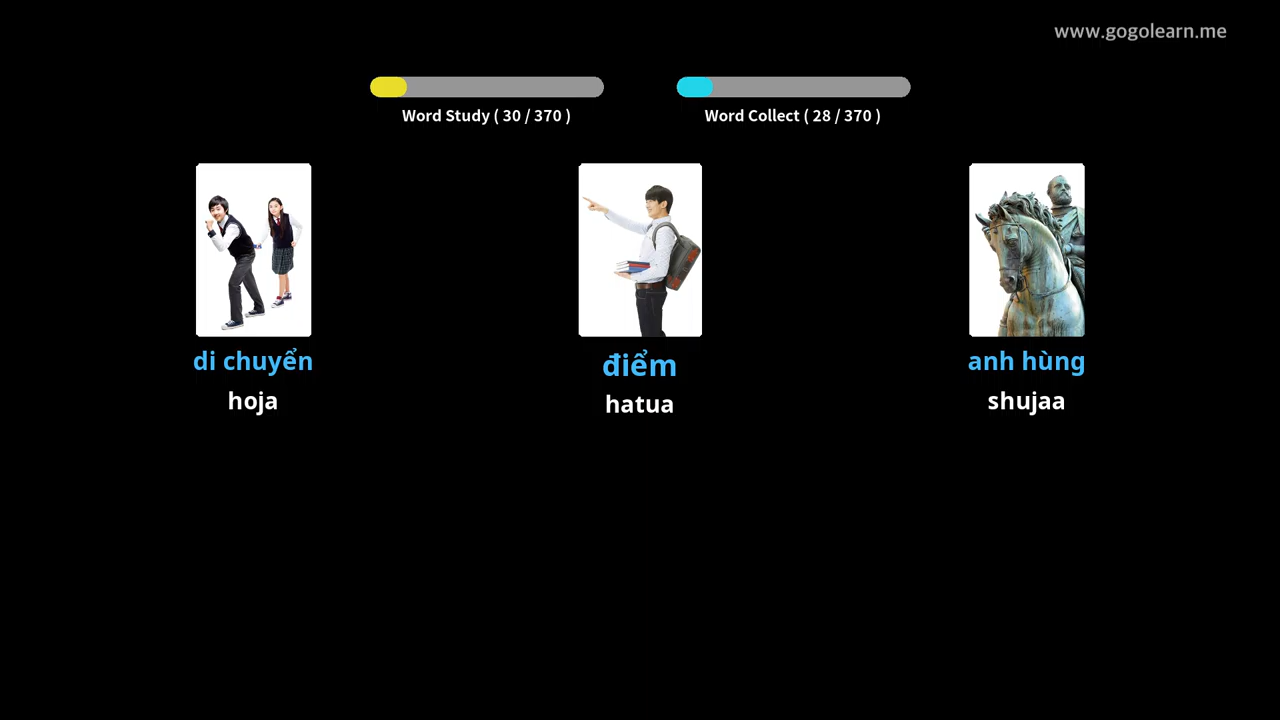 www.gogolearn.me
Word Study ( 30 / 370 )
Word Collect ( 28 / 370 )
di chuyển
điểm
anh hùng
hoja
hatua
shujaa